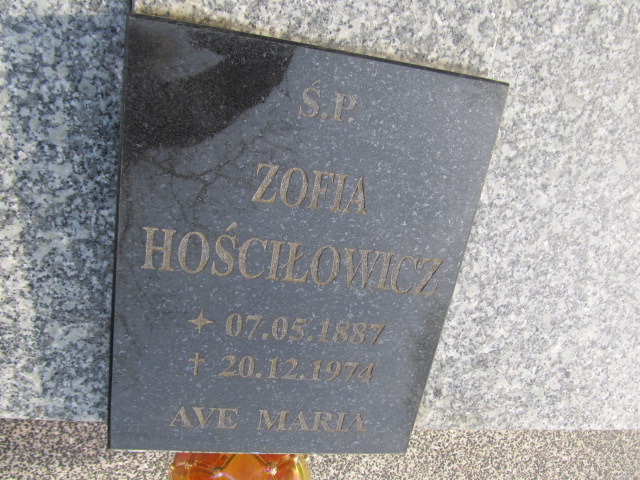 Ś.P.
ZOFIA
HOŚCIŁOWICZ
07.05.1887
† 20.12.1974
AVE MARIA